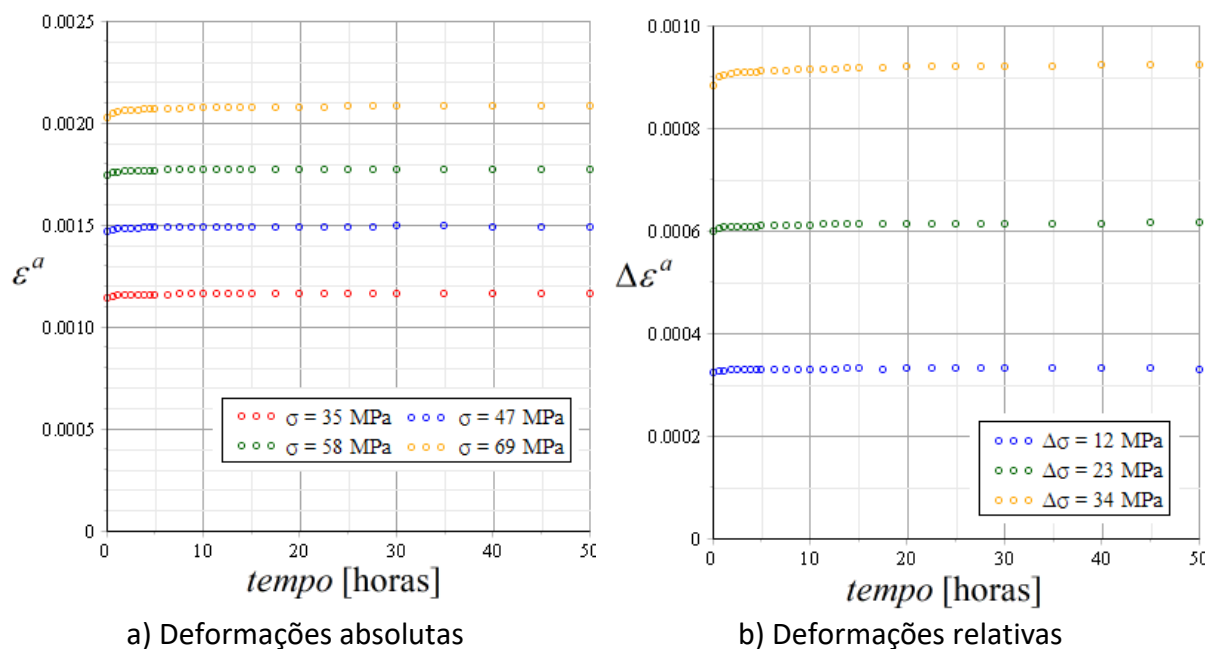 0.0025
0.0020
0.0015
εᵃ
0.0010
0.0005
0
σ = 35 MPa σ = 47 MPa
σ = 58 MPa σ = 69 MPa
0 10 20 30 40 50
tempo [horas]
a) Deformações absolutas
0.0010
0.0008
0.0006
Δεᵃ
0.0004
0.0002
0
Δσ = 12 MPa
Δσ = 23 MPa
Δσ = 34 MPa
0 10 20 30 40 50
tempo [horas]
b) Deformações relativas